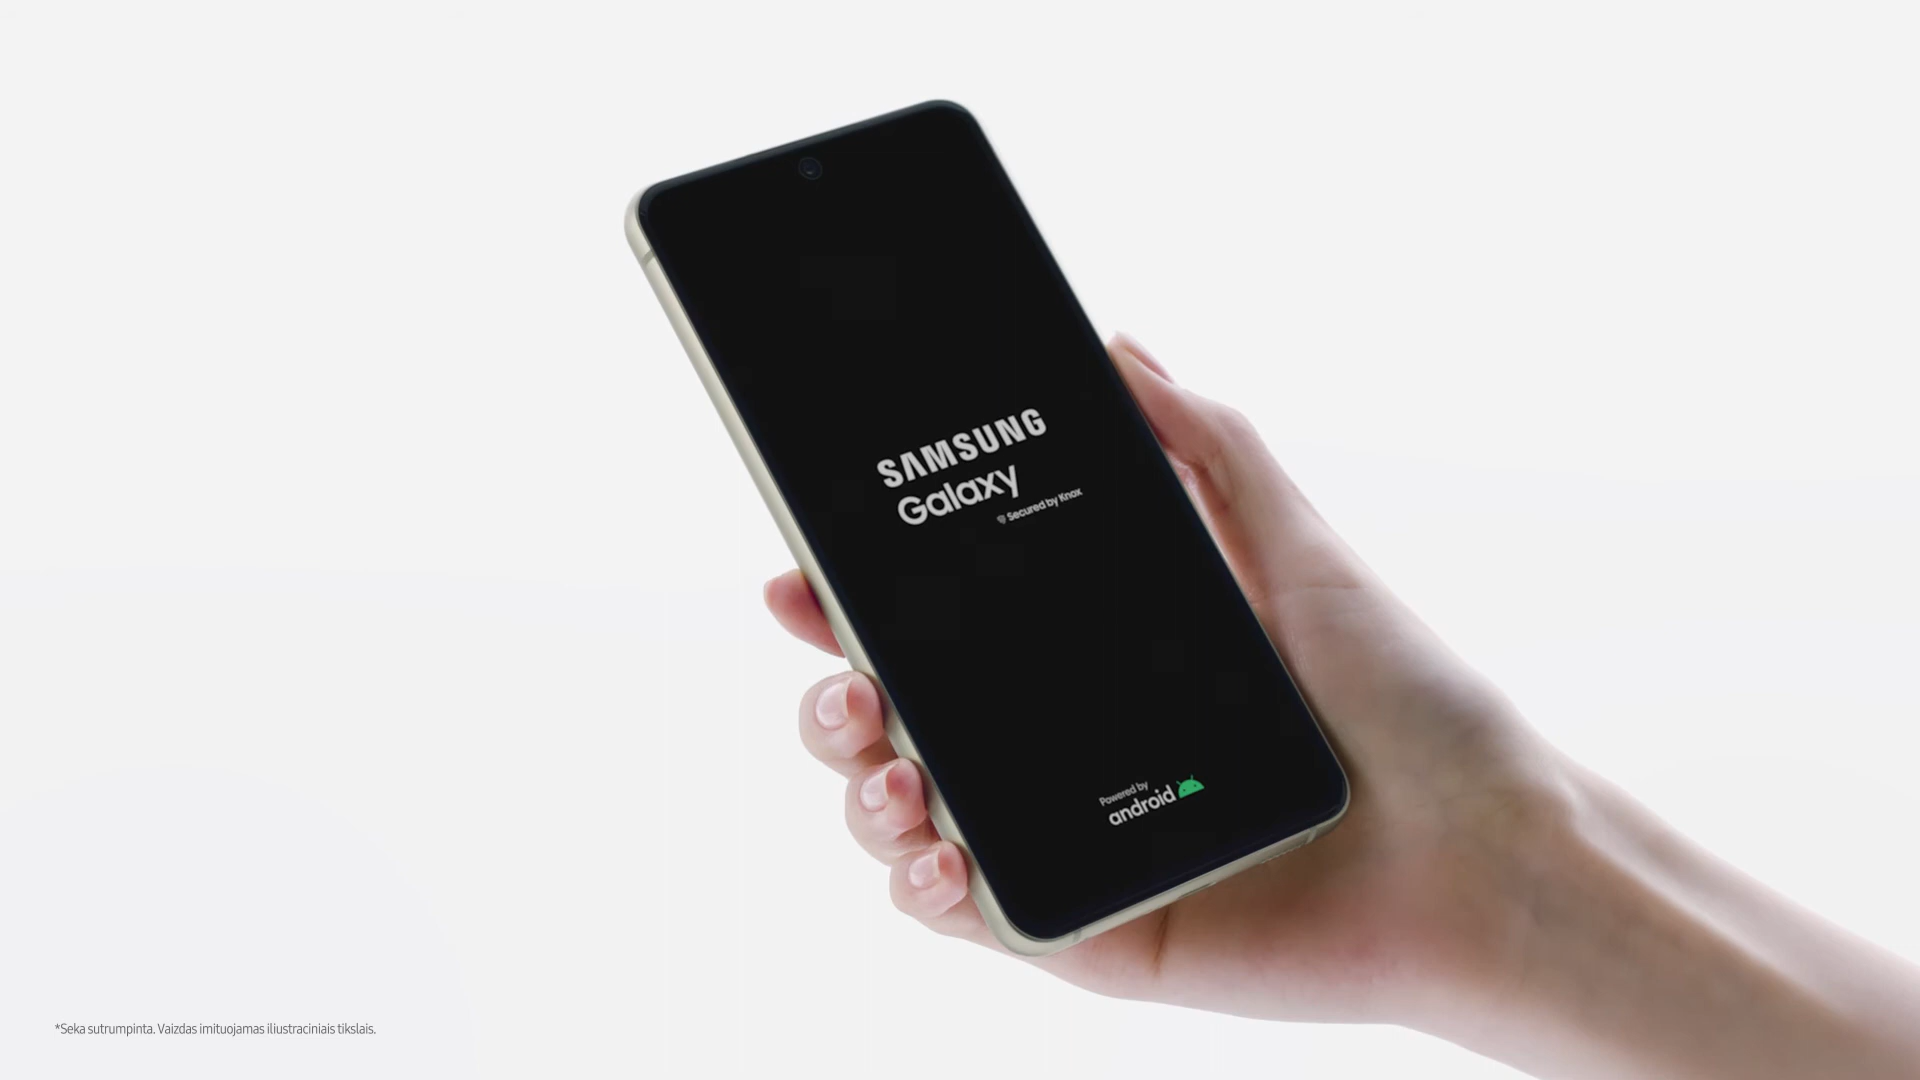 SAMSUNG
Galaxy
Secured by Knox
Powered by
android
*Seka sutrumpinta. Vaizdas imituojamas iliustraciniais tikslais.